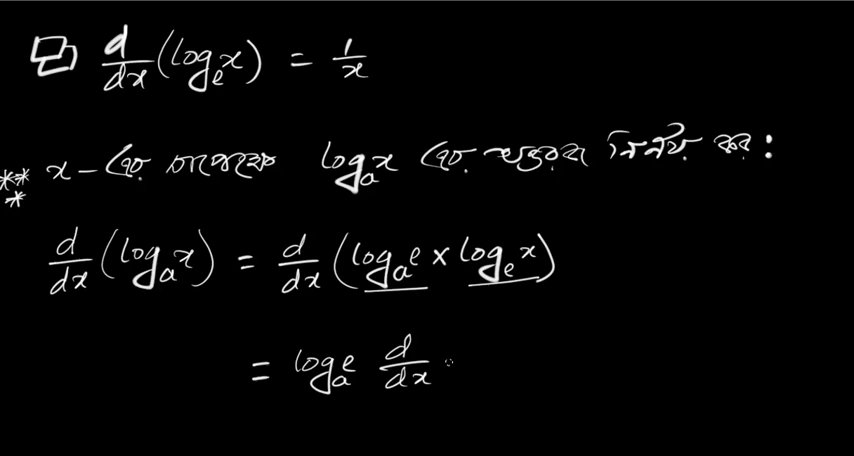 d/dx (logₑx) = 1/x
** * x-এর সাপেক্ষে logₐx এর অন্তরজ নির্ণয় কর :
d/dx (logₐx) = d/dx (logₐe × logₑx)
= logₐe d/dx